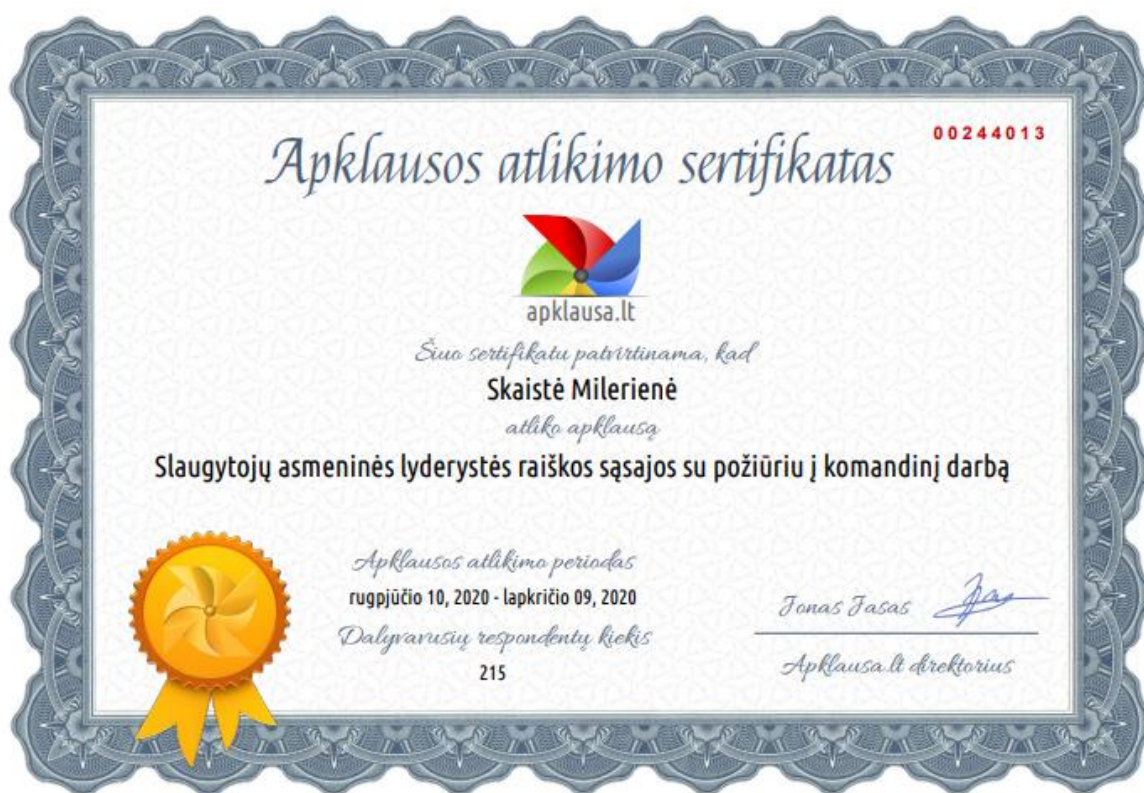 00244013
Apklausos atlikimo sertifikatas
apklausa.lt
Šiuo sertifikatu patvirtinama, kad
Skaistė Milerienė
atliko apklausą
Slaugytojų asmeninės lyderystės raiškos sąsajos su požiūriu į komandinį darbą
Apklausos atlikimo periodas
rugpjūčio 10, 2020 - lapkričio 09, 2020
Dalyvavusių respondentų kiekis
215
Jonas Jasas
Apklausa.lt direktorius